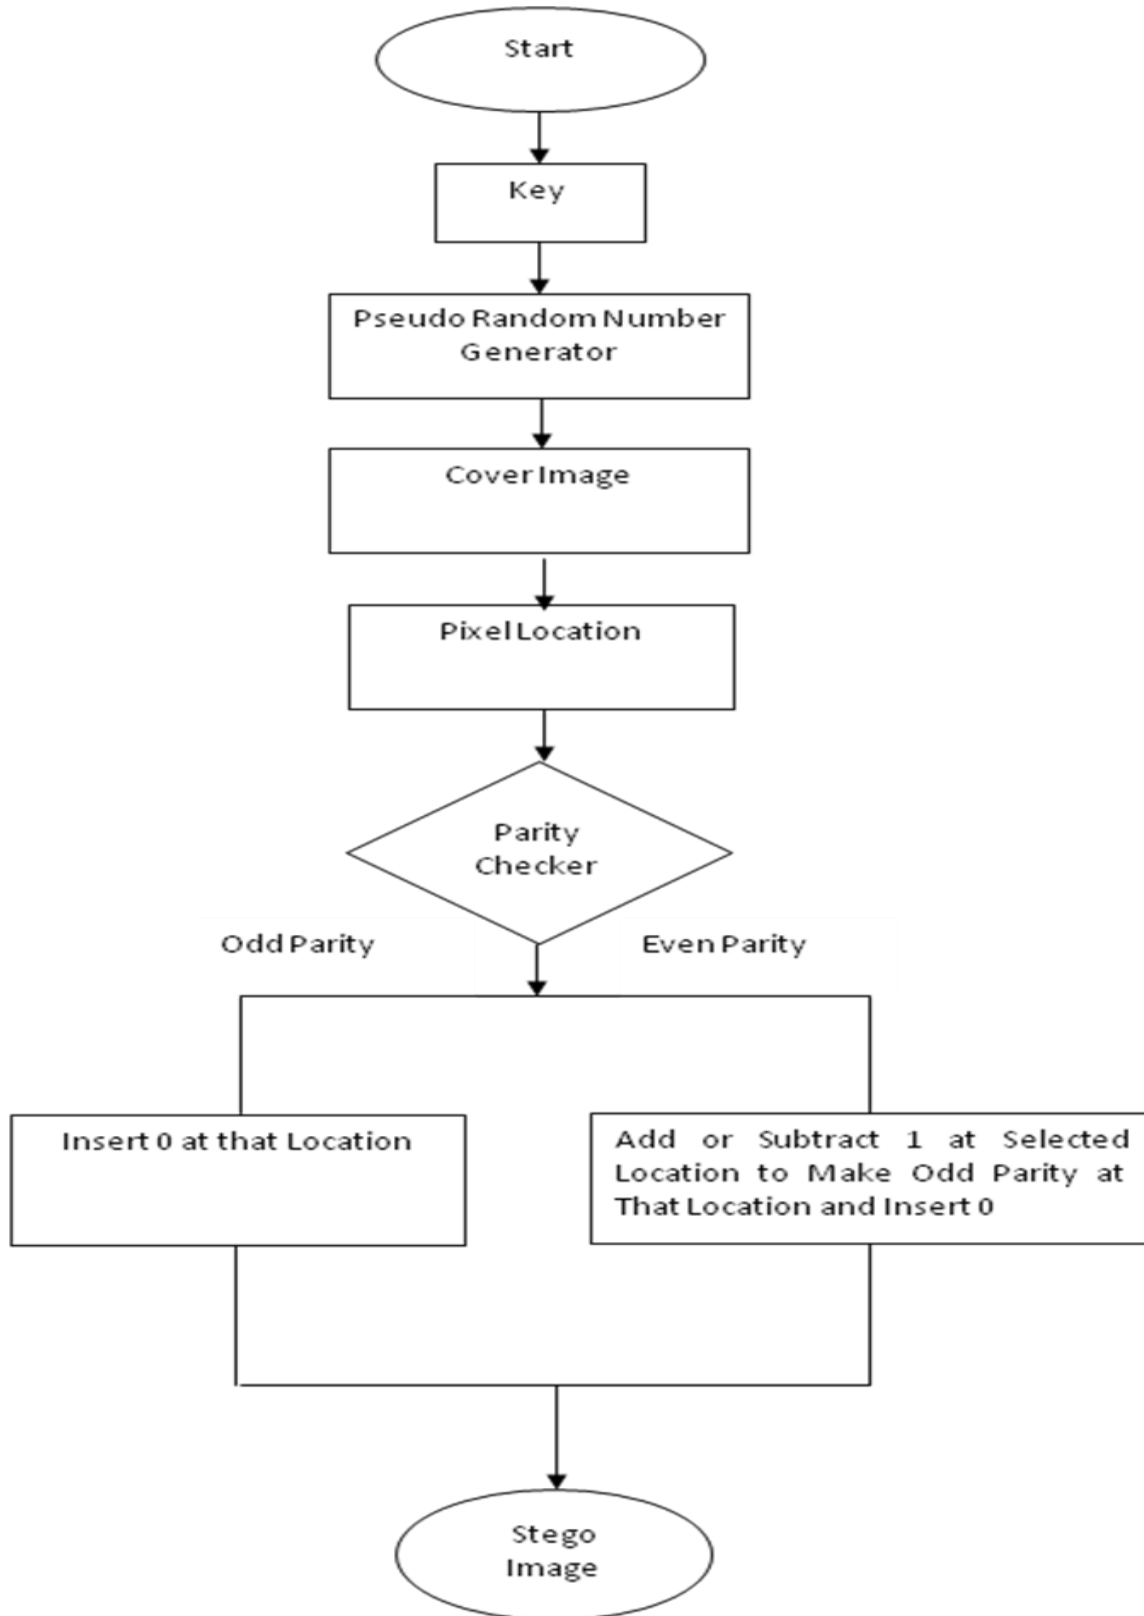 Start
Key
Pseudo Random Number
Generator
Cover Image
Pixel Location
Parity
Checker
Odd Parity
Even Parity
Insert 0 at that Location
Add or Subtract 1 at Selected
Location to Make Odd Parity at
That Location and Insert 0
Stego
Image